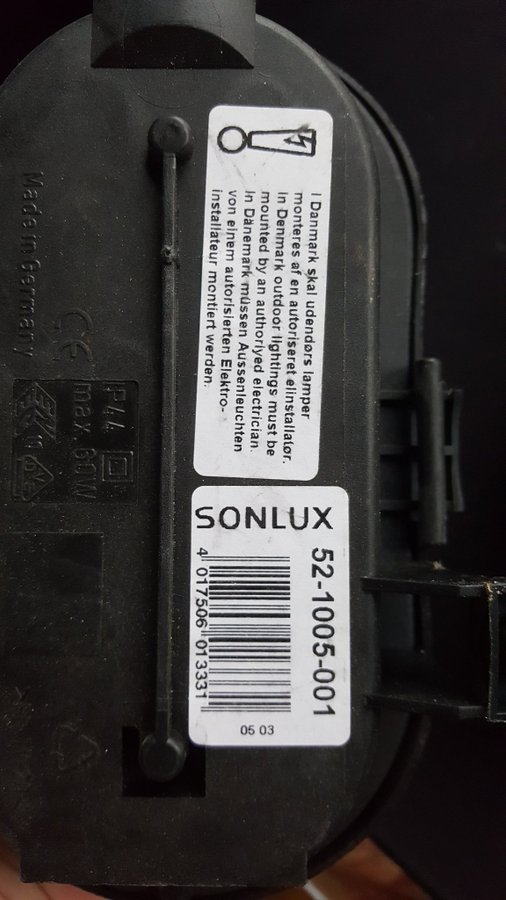 I Danmark skal udendørs lamper
monteres af en autoriseret elinstallatør.
In Denmark outdoor lightings must be
mounted by an authoriyed electrician.
In Dänemark müssen Aussenleuchten
von einem autorisierten Elektro-
installateur montiert werden.
SONLUX
52-1005-001
4 017506 013331
05 03
Made in Germany
CE
IP44
max. 60W